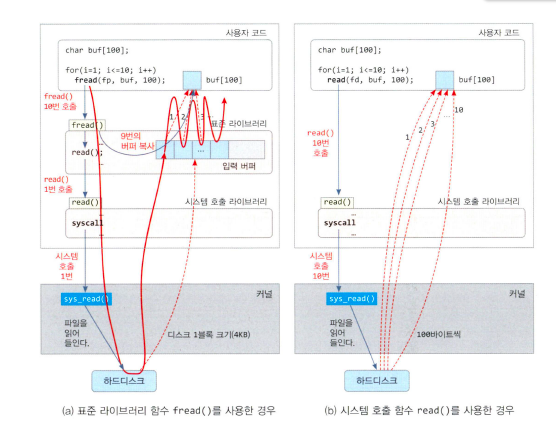 사용자 코드
char buf[100];
for(i=1; i<=10; i++)
fread(fp, buf, 100);
buf[100]
fread()
10번 호출
1
2
3
fread()
표준 라이브러리
9번의
버퍼 복사
...
read();
입력 버퍼
read()
1번 호출
read()
시스템 호출 라이브러리
...
syscall
...
시스템
호출
1번
sys_read()
커널
파일을
읽어
들인다.
디스크 1블록 크기(4KB)
하드디스크
(a) 표준 라이브러리 함수 fread()를 사용한 경우
사용자 코드
char buf[100];
for(i=1; i<=10; i++)
read(fd, buf, 100);
buf[100]
... 10
1
2
3
read()
10번
호출
read()
시스템 호출 라이브러리
...
syscall
...
시스템
호출
10번
sys_read()
커널
파일을
읽어
들인다.
100바이트씩
하드디스크
(b) 시스템 호출 함수 read()를 사용한 경우